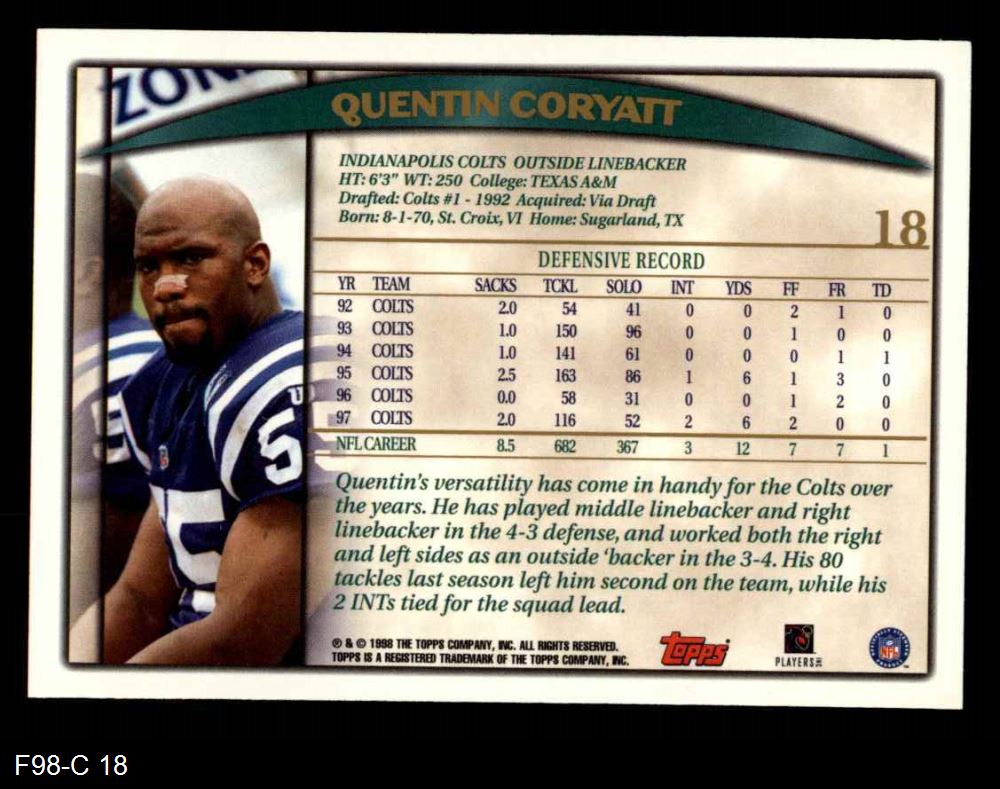 ZON
QUENTIN CORYATT
INDIANAPOLIS COLTS OUTSIDE LINEBACKER
HT: 6'3" WT: 250 College: TEXAS A&M
Drafted: Colts #1 - 1992 Acquired: Via Draft
Born: 8-1-70, St. Croix, VI Home: Sugarland, TX
18
DEFENSIVE RECORD
YR TEAM SACKS TCKL SOLO INT YDS FF FR TD
92 COLTS 2.0 54 41 0 0 2 1 0
93 COLTS 1.0 150 96 0 0 1 0 0
94 COLTS 1.0 141 61 0 0 0 1 1
95 COLTS 2.5 163 86 1 6 1 3 0
96 COLTS 0.0 58 31 0 0 1 2 0
97 COLTS 2.0 116 52 2 6 2 0 0
NFL CAREER 8.5 682 367 3 12 7 7 1
5
55
Quentin's versatility has come in handy for the Colts over
the years. He has played middle linebacker and right
linebacker in the 4-3 defense, and worked both the right
and left sides as an outside 'backer in the 3-4. His 80
tackles last season left him second on the team, while his
2 INTs tied for the squad lead.
® & © 1998 THE TOPPS COMPANY, INC. ALL RIGHTS RESERVED.
TOPPS IS A REGISTERED TRADEMARK OF THE TOPPS COMPANY, INC.
Topps
PLAYERS
NFL
F98-C 18